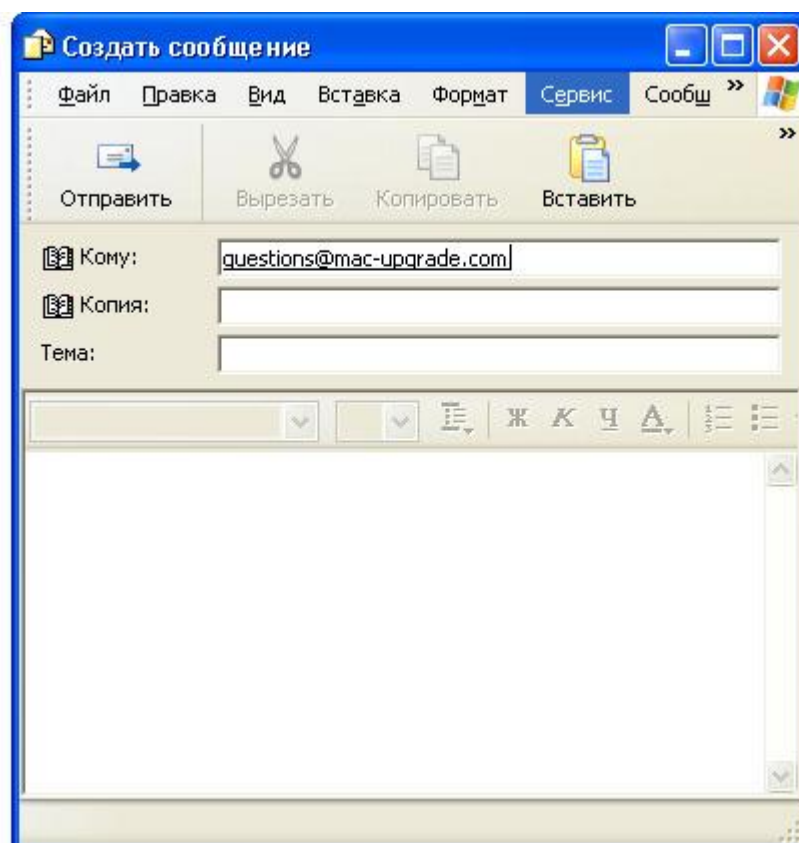 Создать сообщение
Файл Правка Вид Вставка Формат Сервис Сообщ »
Отправить Вырезать Копировать Вставить »
Кому: questions@mac-upgrade.com
Копия:
Тема:
Ж К Ч А